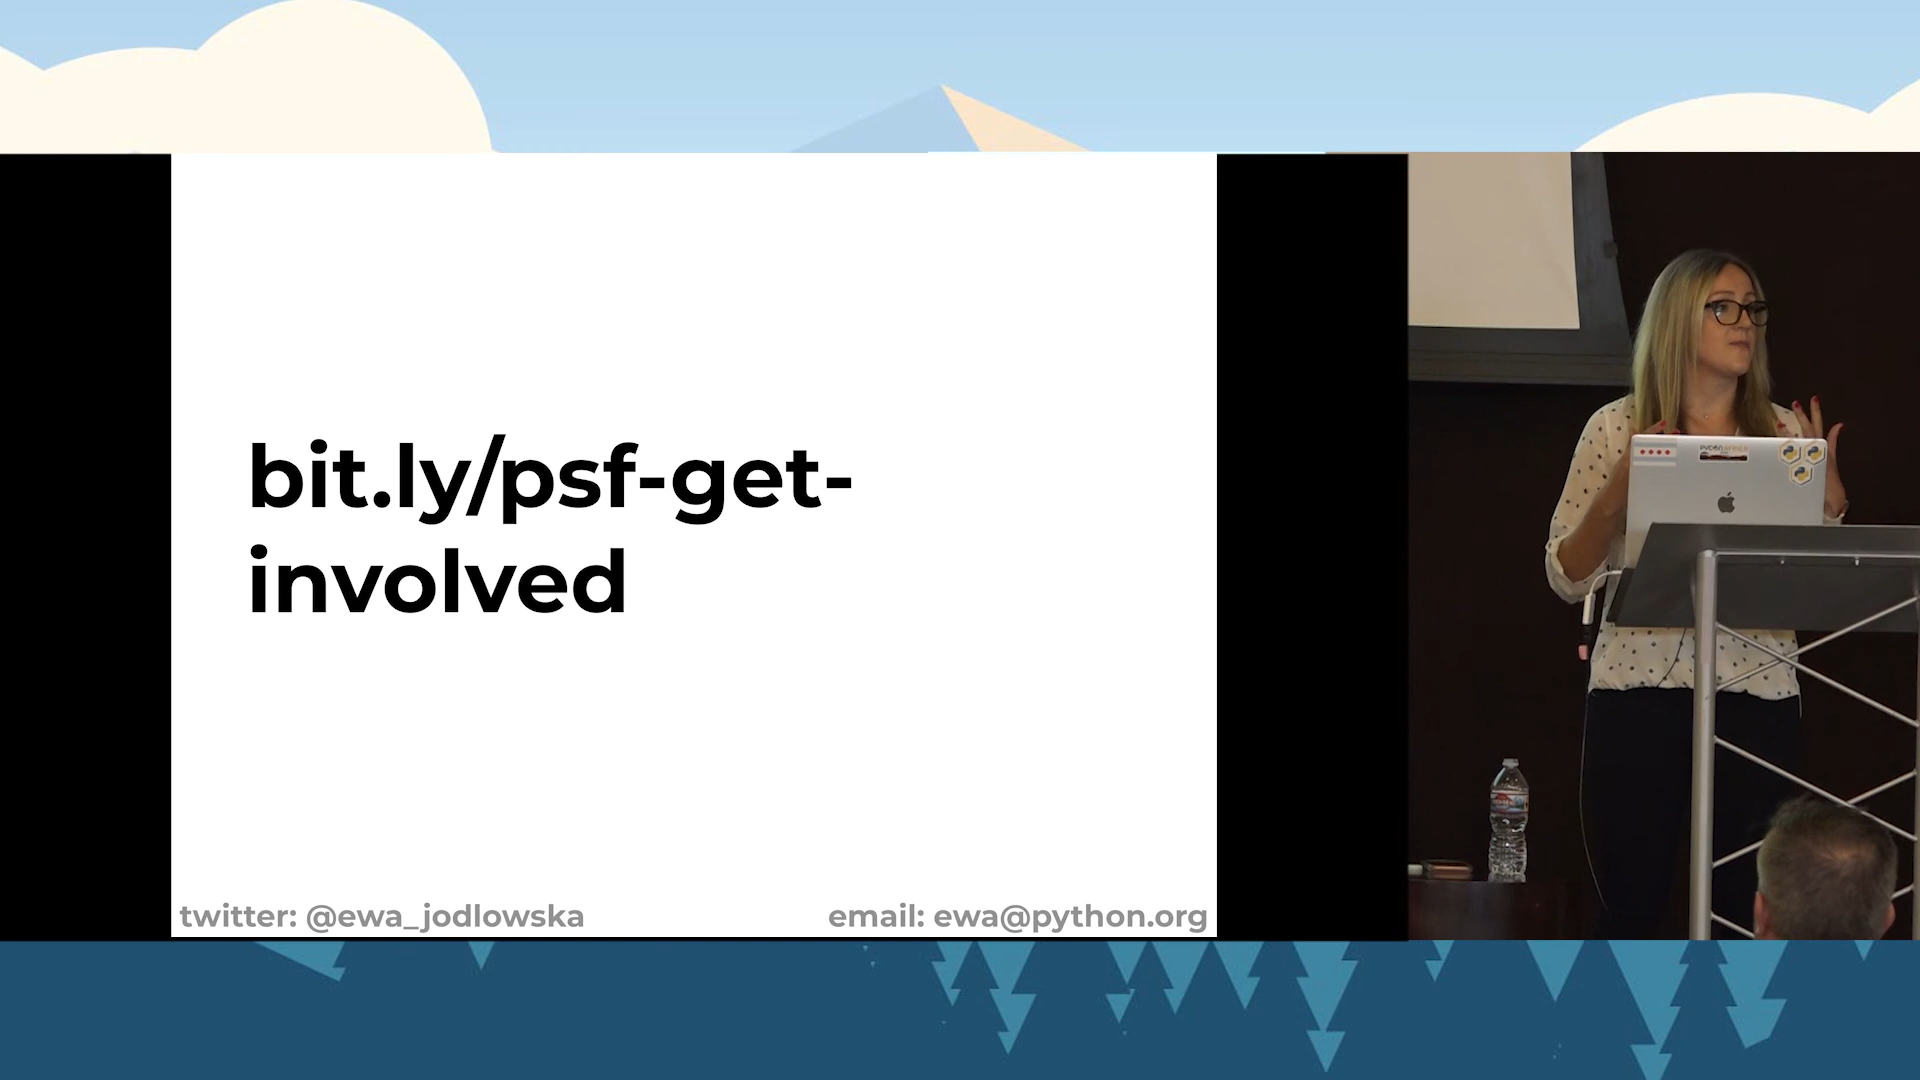 bit.ly/psf-get-
involved
twitter: @ewa_jodlowska
email: ewa@python.org